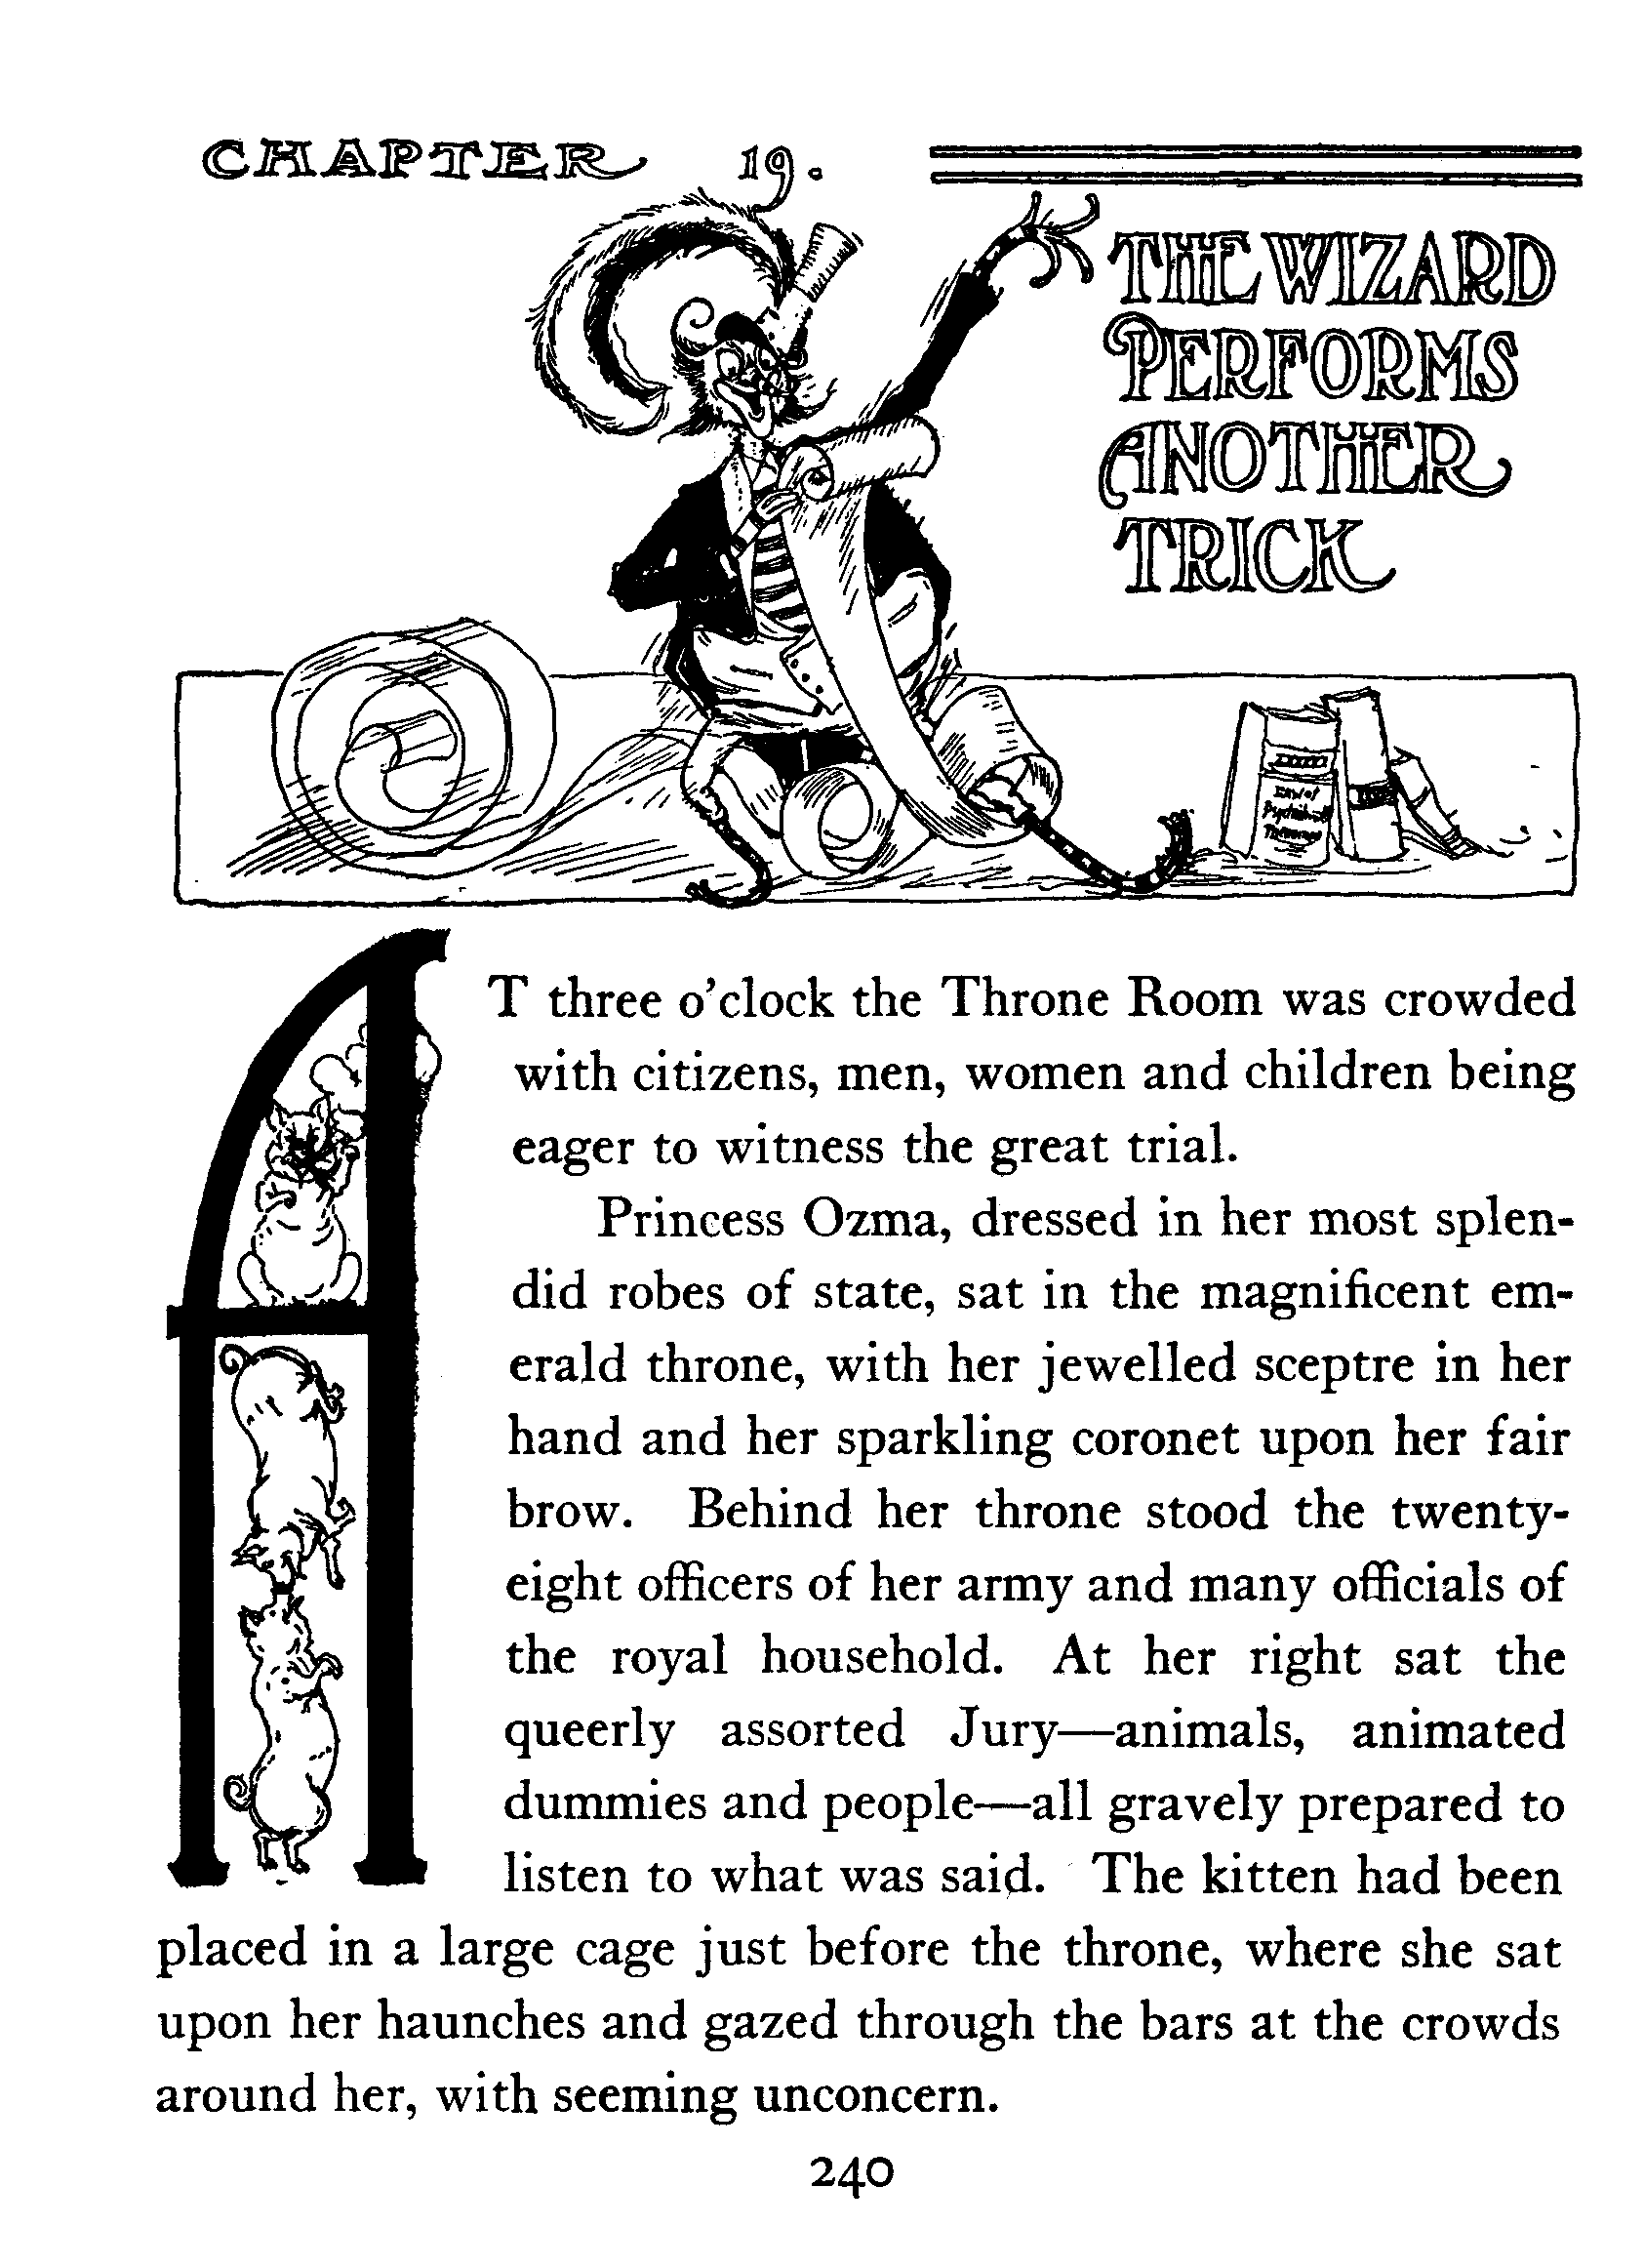 CHAPTER 19.
THE WIZARD
PERFORMS
ANOTHER
TRICK
AT three o'clock the Throne Room was crowded
with citizens, men, women and children being
eager to witness the great trial.
Princess Ozma, dressed in her most splen-
did robes of state, sat in the magnificent em-
erald throne, with her jewelled sceptre in her
hand and her sparkling coronet upon her fair
brow. Behind her throne stood the twenty-
eight officers of her army and many officials of
the royal household. At her right sat the
queerly assorted Jury—animals, animated
dummies and people—all gravely prepared to
listen to what was said. The kitten had been
placed in a large cage just before the throne, where she sat
upon her haunches and gazed through the bars at the crowds
around her, with seeming unconcern.
240